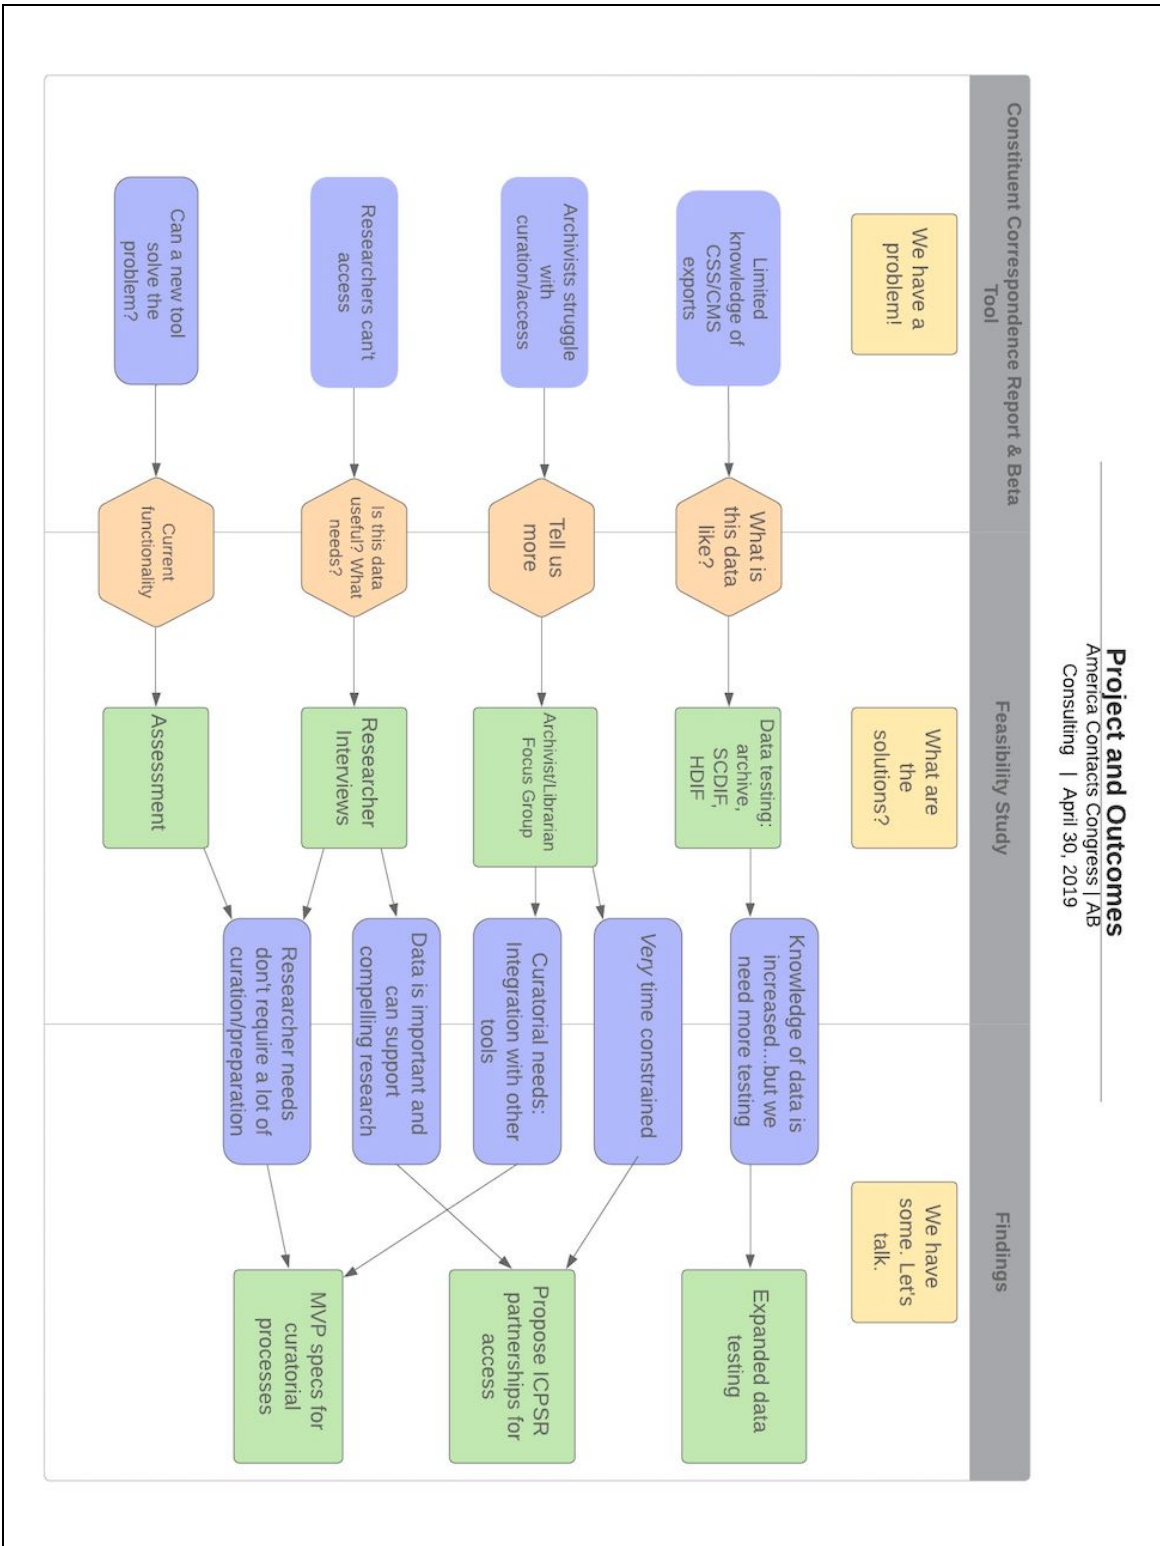 Project and Outcomes
America Contacts Congress | AB
Consulting | April 30, 2019
Constituent Correspondence Report & Beta
Tool
Feasibility Study
Findings
We have a
problem!
What are
the
solutions?
We have
some. Let's
talk.
Limited
knowledge of
CSS/CMS
exports
What is
this data
like?
Data testing:
archive,
SCDIF,
HDIF
Knowledge of data is
increased...but we
need more testing
Expanded data
testing
Archivists struggle
with
curation/access
Tell us
more
Archivist/Librarian
Focus Group
Very time constrained
Curatorial needs:
Integration with other
tools
Propose ICPSR
partnerships for
access
Researchers can't
access
Is this data
useful? What
needs?
Researcher
Interviews
Data is important and
can support
compelling research
Researcher needs
don't require a lot of
curation/preparation
MVP specs for
curatorial
processes
Can a new tool
solve the
problem?
Current
functionality
Assessment